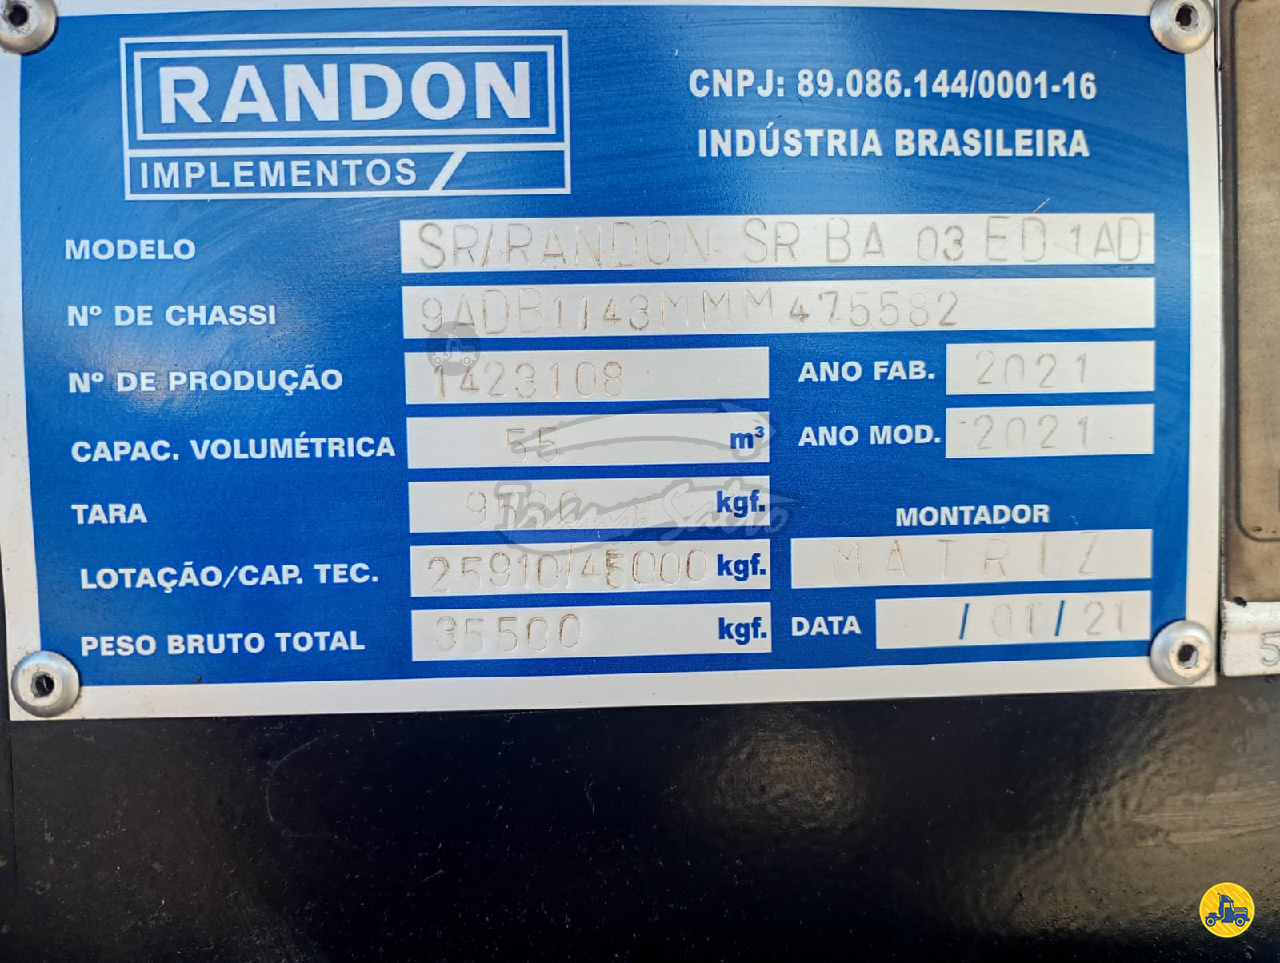 RANDON
IMPLEMENTOS
CNPJ: 89.086.144/0001-16
INDÚSTRIA BRASILEIRA
MODELO SR/RANDON SR BA 03 ED 1AD
Nº DE CHASSI 9ADB1143MMM475582
Nº DE PRODUÇÃO 1423108
ANO FAB. 2021
CAPAC. VOLUMÉTRICA 55 m³
ANO MOD. 2021
TARA kgf.
MONTADOR
LOTAÇÃO/CAP. TEC. 25910/45000 kgf.
MATRIZ
PESO BRUTO TOTAL 35500 kgf.
DATA /01/21
5